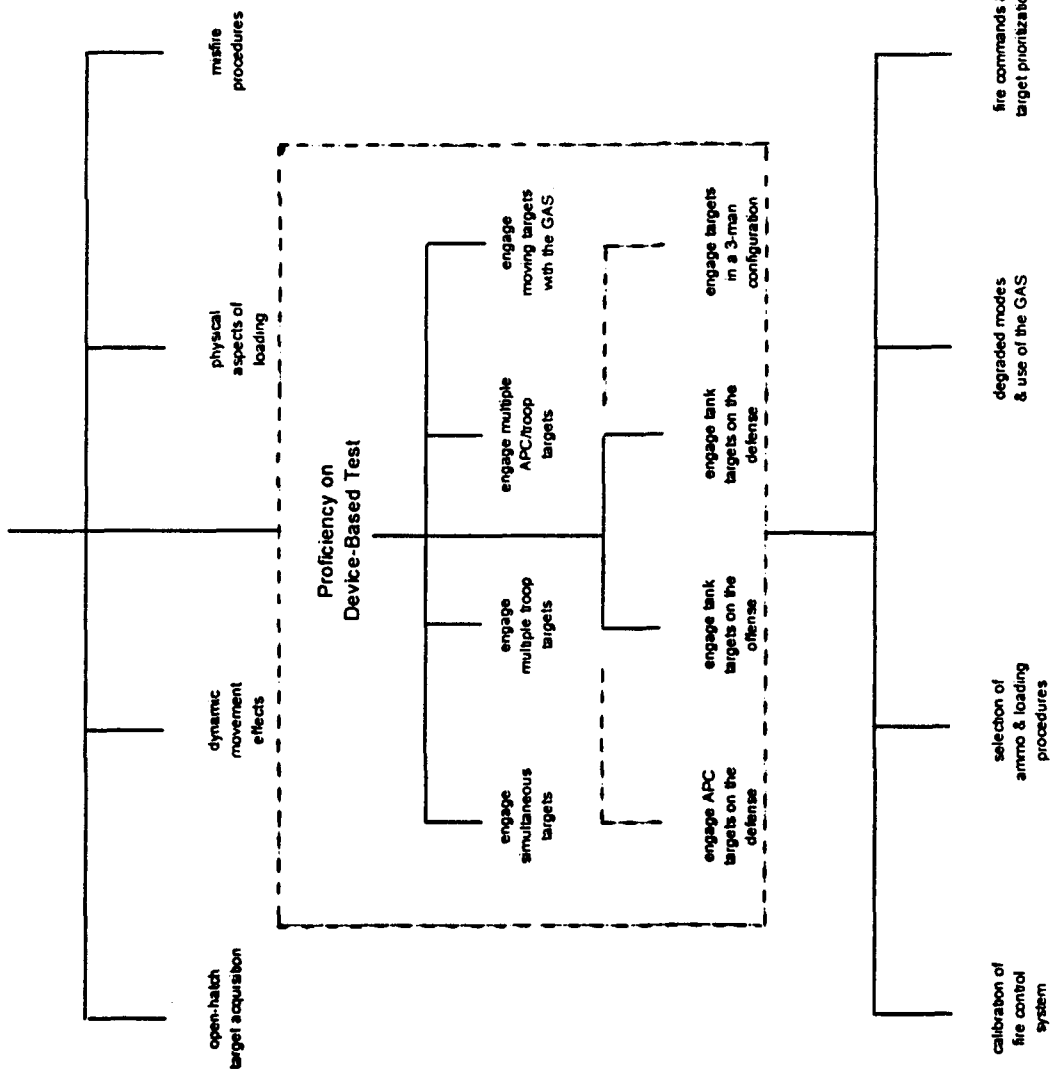 open-hatch
target acquisition
dynamic
movement
effects
physical
aspects of
loading
misfire
procedures
Proficiency on
Device-Based Test
engage
simultaneous
targets
engage
multiple troop
targets
engage multiple
APC/troop
targets
engage
moving targets
with the GAS
engage APC
targets on the
defense
engage tank
targets on the
offense
engage tank
targets on the
defense
engage targets
in a 3-man
configuration
calibration of
fire control
system
selection of
ammo & loading
procedures
degraded modes
& use of the GAS
fire commands
target